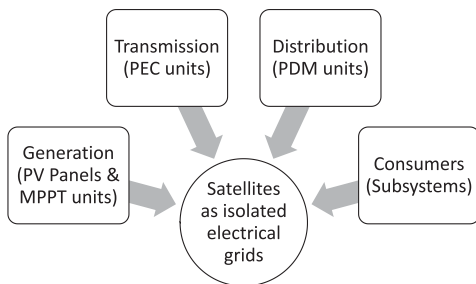 Transmission
(PEC units)
Distribution
(PDM units)
Generation
(PV Panels &
MPPT units)
Satellites
as isolated
electrical
grids
Consumers
(Subsystems)